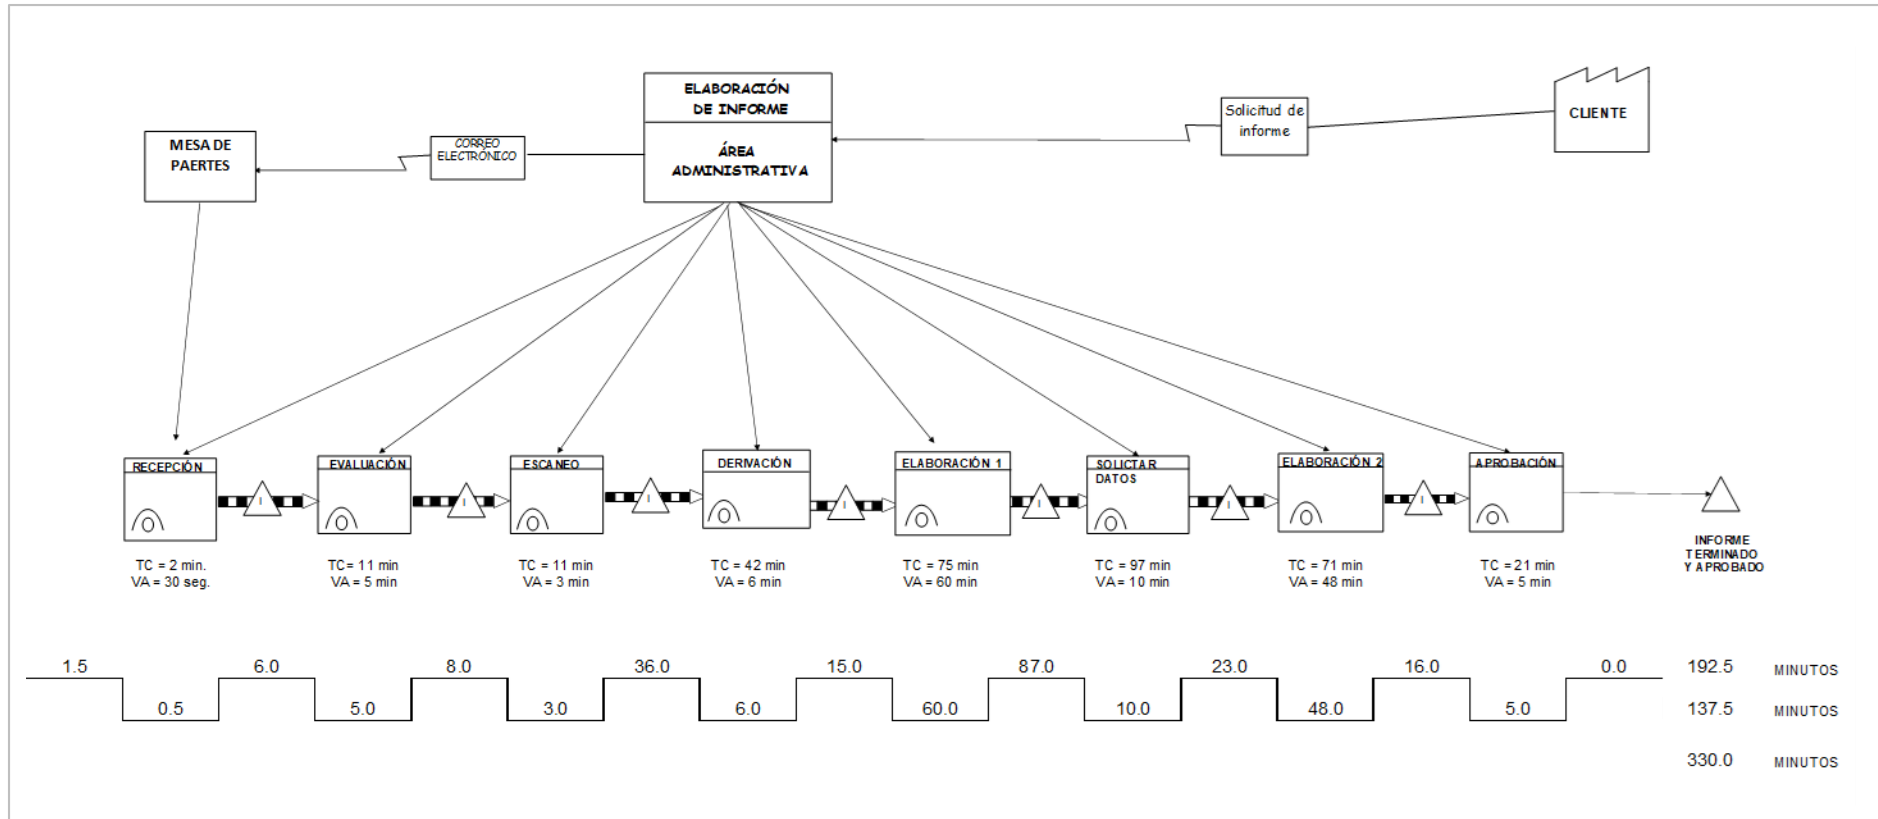 ELABORACIÓN
DE INFORME
ÁREA
ADMINISTRATIVA
Solicitud de
informe
CLIENTE
MESA DE
PAERTES
CORREO
ELECTRÓNICO
RECEPCIÓN
EVALUACIÓN
ESCANEO
DERIVACIÓN
ELABORACIÓN 1
SOLICTAR
DATOS
ELABORACIÓN 2
APROBACIÓN
I
I
I
I
I
I
I
INFORME
TERMINADO
Y APROBADO
TC = 2 min.
VA = 30 seg.
TC = 11 min
VA = 5 min
TC = 11 min
VA = 3 min
TC = 42 min
VA = 6 min
TC = 75 min
VA = 60 min
TC = 97 min
VA = 10 min
TC = 71 min
VA = 48 min
TC = 21 min
VA = 5 min
1.5 6.0 8.0 36.0 15.0 87.0 23.0 16.0 0.0 192.5 MINUTOS
0.5 5.0 3.0 6.0 60.0 10.0 48.0 5.0 137.5 MINUTOS
330.0 MINUTOS